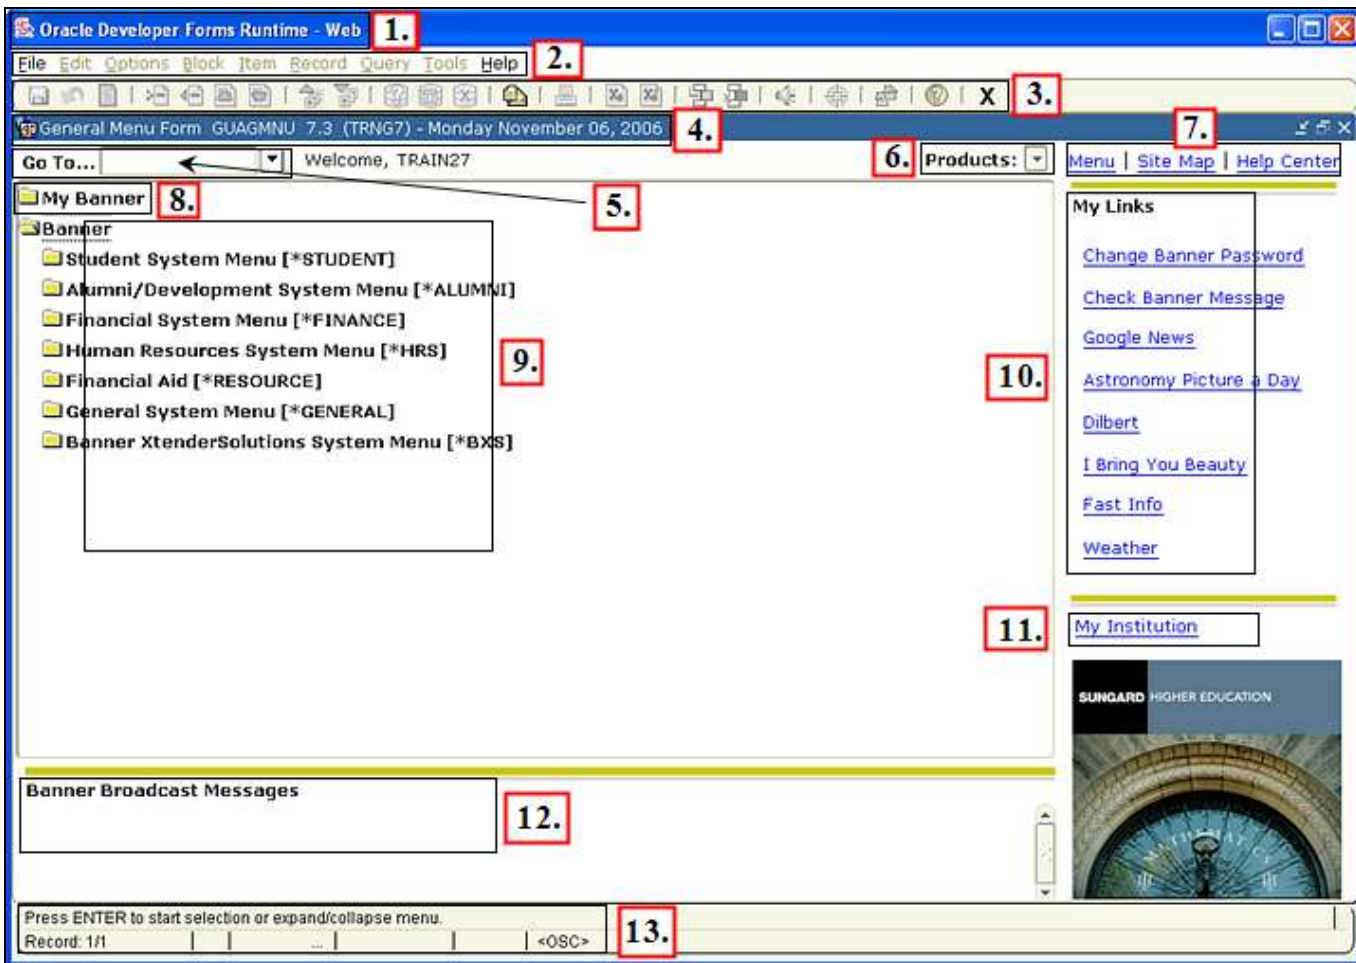 Oracle Developer Forms Runtime - Web 1.
File Edit Options Block Item Record Query Tools Help 2.
X 3.
General Menu Form GUAGMNU 7.3 (TRNG7) - Monday November 06, 2006 4.
7.
Go To... Welcome, TRAIN27 6. Products: Menu | Site Map | Help Center
My Banner 8. 5.
Banner
Student System Menu [*STUDENT]
Alumni/Development System Menu [*ALUMNI]
Financial System Menu [*FINANCE]
Human Resources System Menu [*HRS]
Financial Aid [*RESOURCE]
General System Menu [*GENERAL]
Banner XtenderSolutions System Menu [*BXS]
9.
10.
My Links
Change Banner Password
Check Banner Message
Google News
Astronomy Picture a Day
Dilbert
I Bring You Beauty
Fast Info
Weather
11. My Institution
SUNGARD HIGHER EDUCATION
Banner Broadcast Messages
12.
Press ENTER to start selection or expand/collapse menu.
Record: 1/1 ... <OSC>
13.